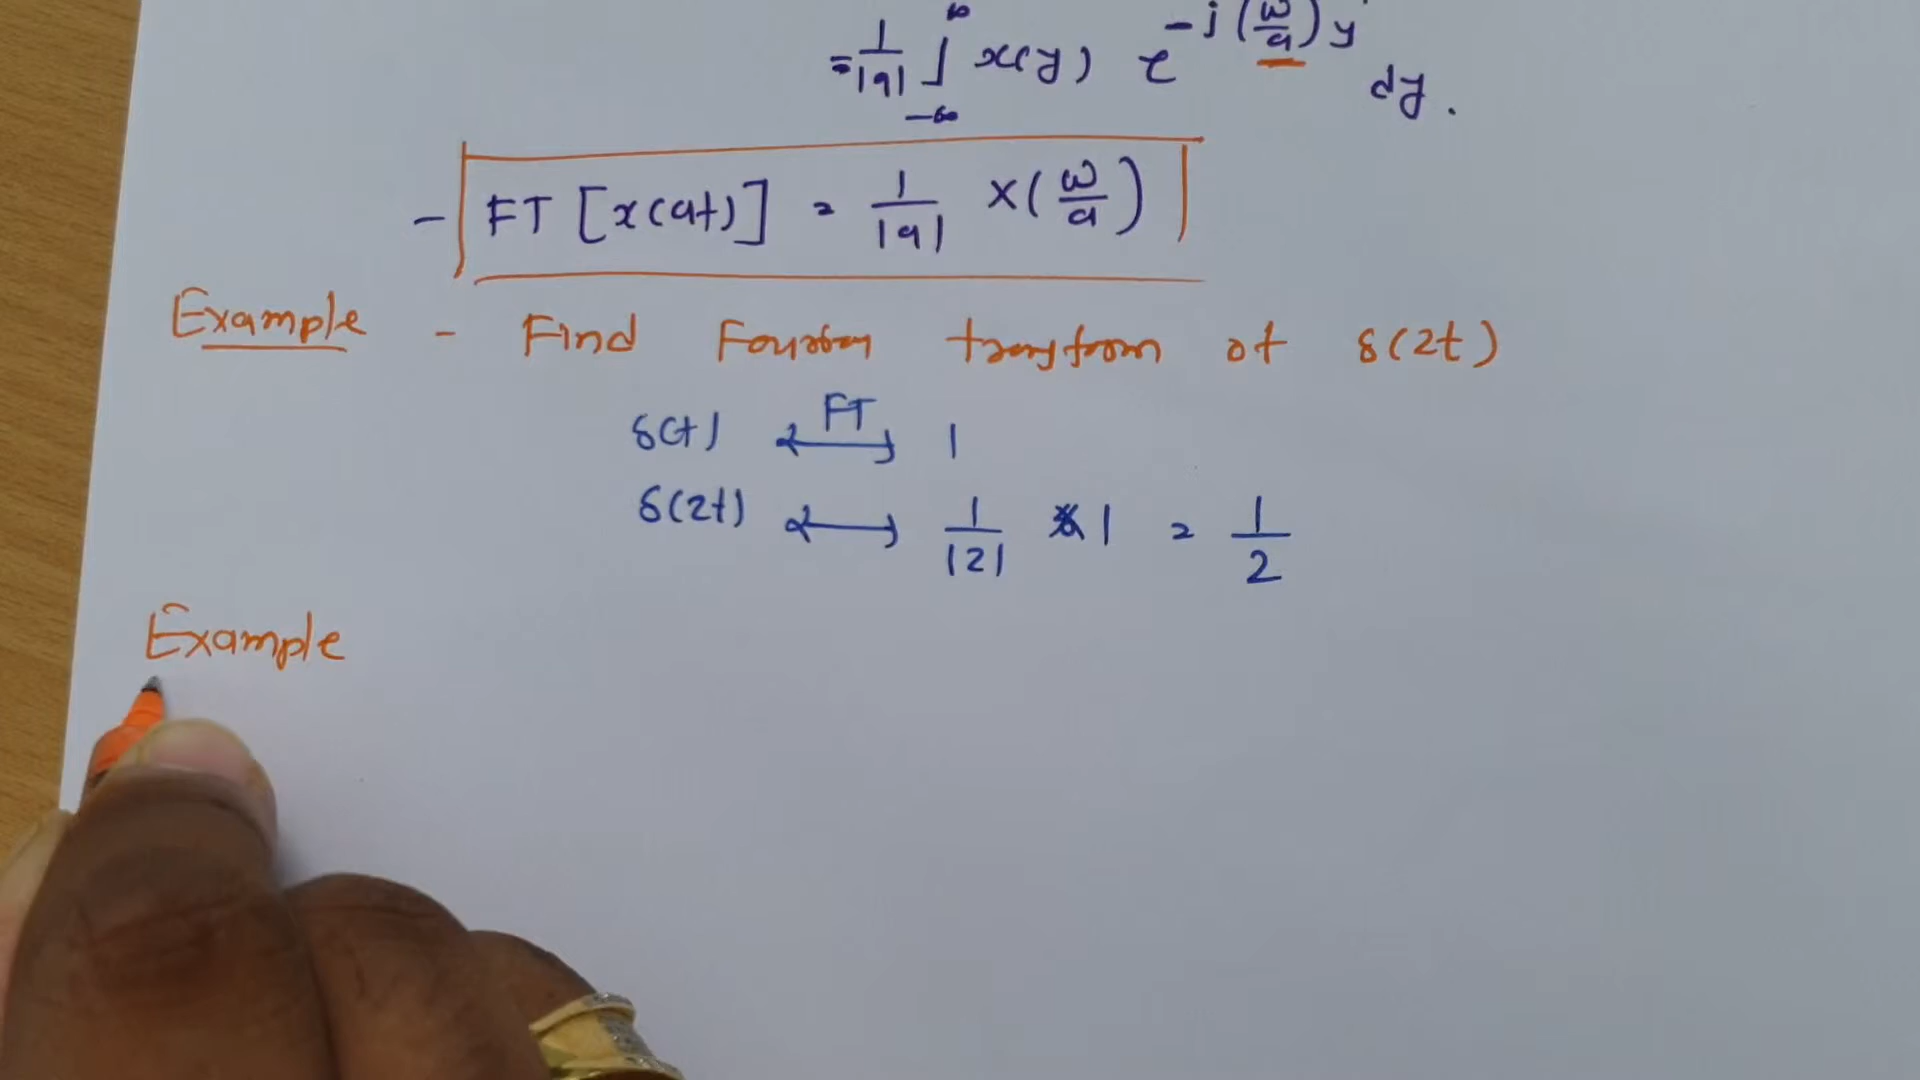 = 1/|a| ∫_{-∞}^{∞} x(y) e^{-j(ω/a)y} dy.
- FT [x(at)] = 1/|a| X(ω/a)
Example - Find Fourier transfrom of δ(2t)
δ(t) ⟷ FT 1
δ(2t) ⟷ 1/|2| × 1 = 1/2
Example